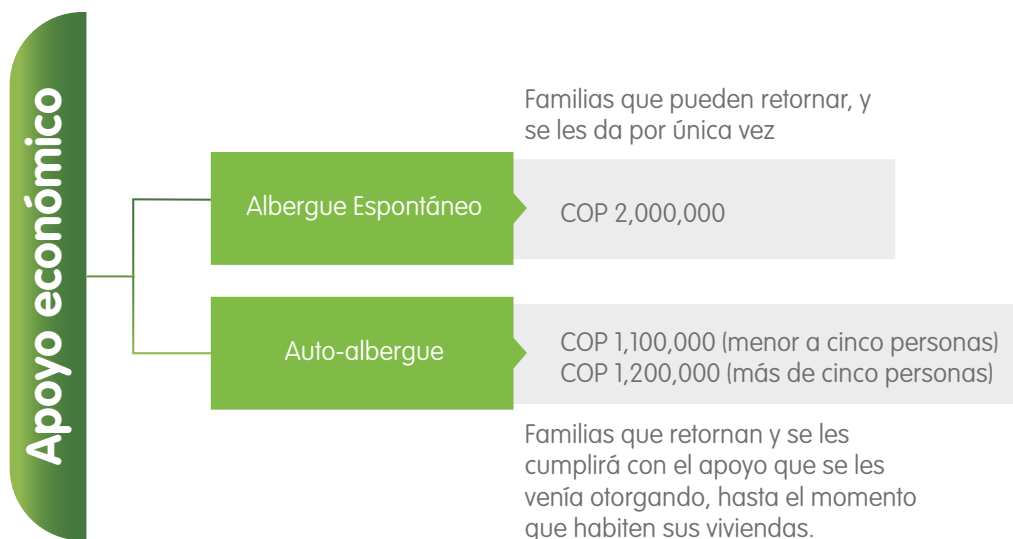 Apoyo económico
Familias que pueden retornar, y
se les da por única vez
Albergue Espontáneo
COP 2,000,000
Auto-albergue
COP 1,100,000 (menor a cinco personas)
COP 1,200,000 (más de cinco personas)
Familias que retornan y se les
cumplirá con el apoyo que se les
venía otorgando, hasta el momento
que habiten sus viviendas.